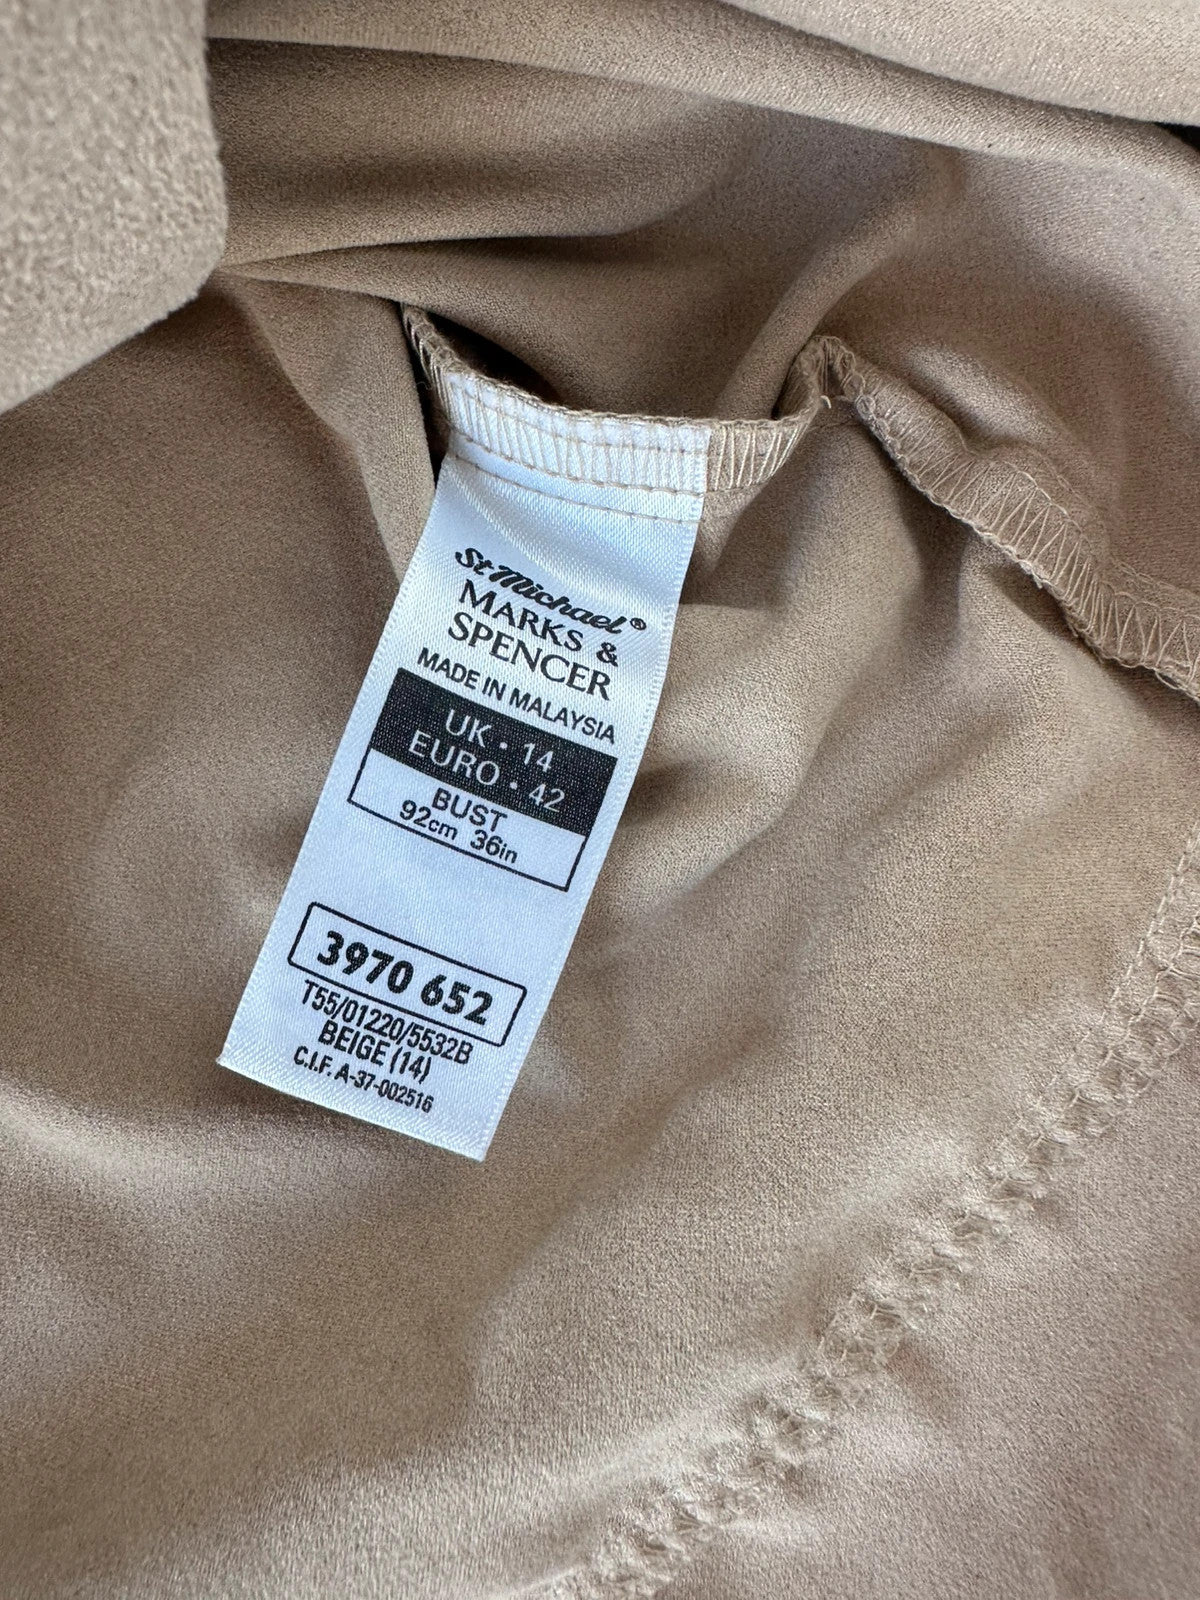 St Michael®
MARKS &
SPENCER
MADE IN MALAYSIA
UK • 14
EURO • 42
BUST
92cm 36in
3970 652
T55/01220/5532B
BEIGE (14)
C.I.F. A-37-002516